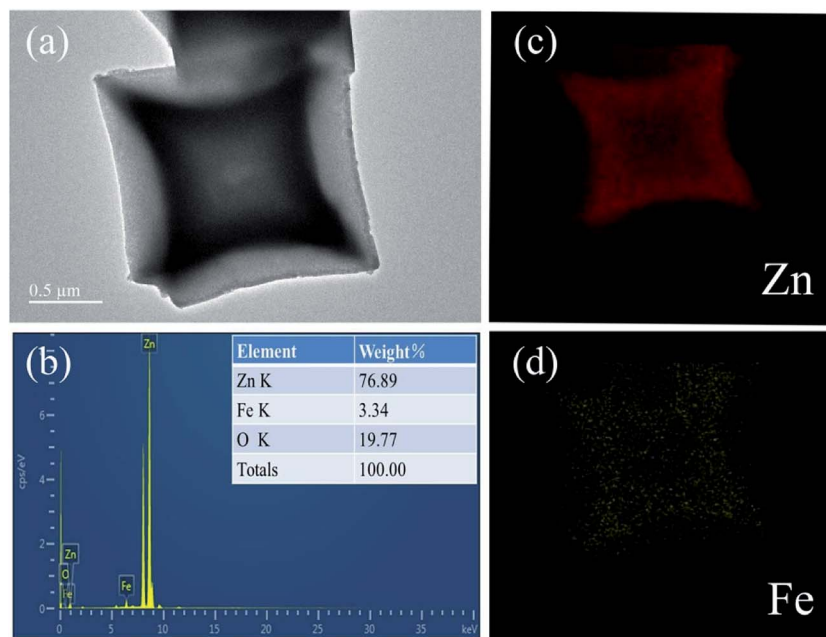 (a)
0.5 μm
(c)
Zn
(b)
Zn
Element Weight%
Zn K 76.89
Fe K 3.34
O K 19.77
Totals 100.00
6
cps/eV
4
2
Zn
O
Fe
Fe
0
0 5 10 15 20 25 30 35 keV
(d)
Fe